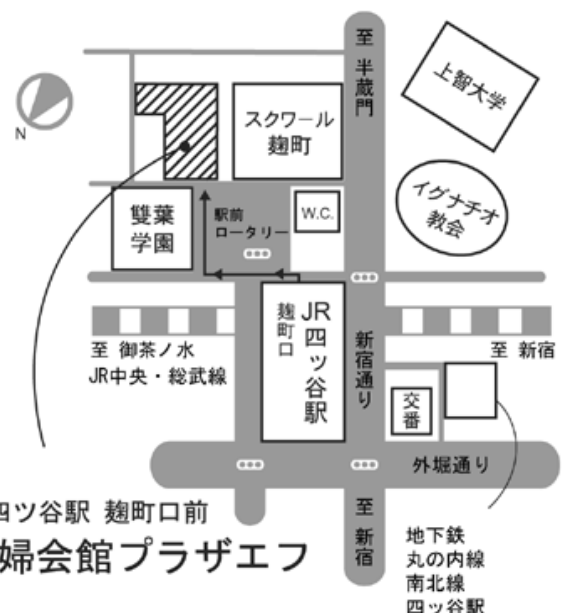 至 半蔵門
上智大学
N
スクワール
麹町
イグナチオ
教会
雙葉
学園
駅前
ロータリー
W.C.
JR四ッ谷駅
麹町口
新宿通り
至 御茶ノ水
JR中央・総武線
至 新宿
交番
外堀通り
至 新宿
四ツ谷駅 麹町口前
婦会館プラザエフ
地下鉄
丸の内線
南北線
四ッ谷駅